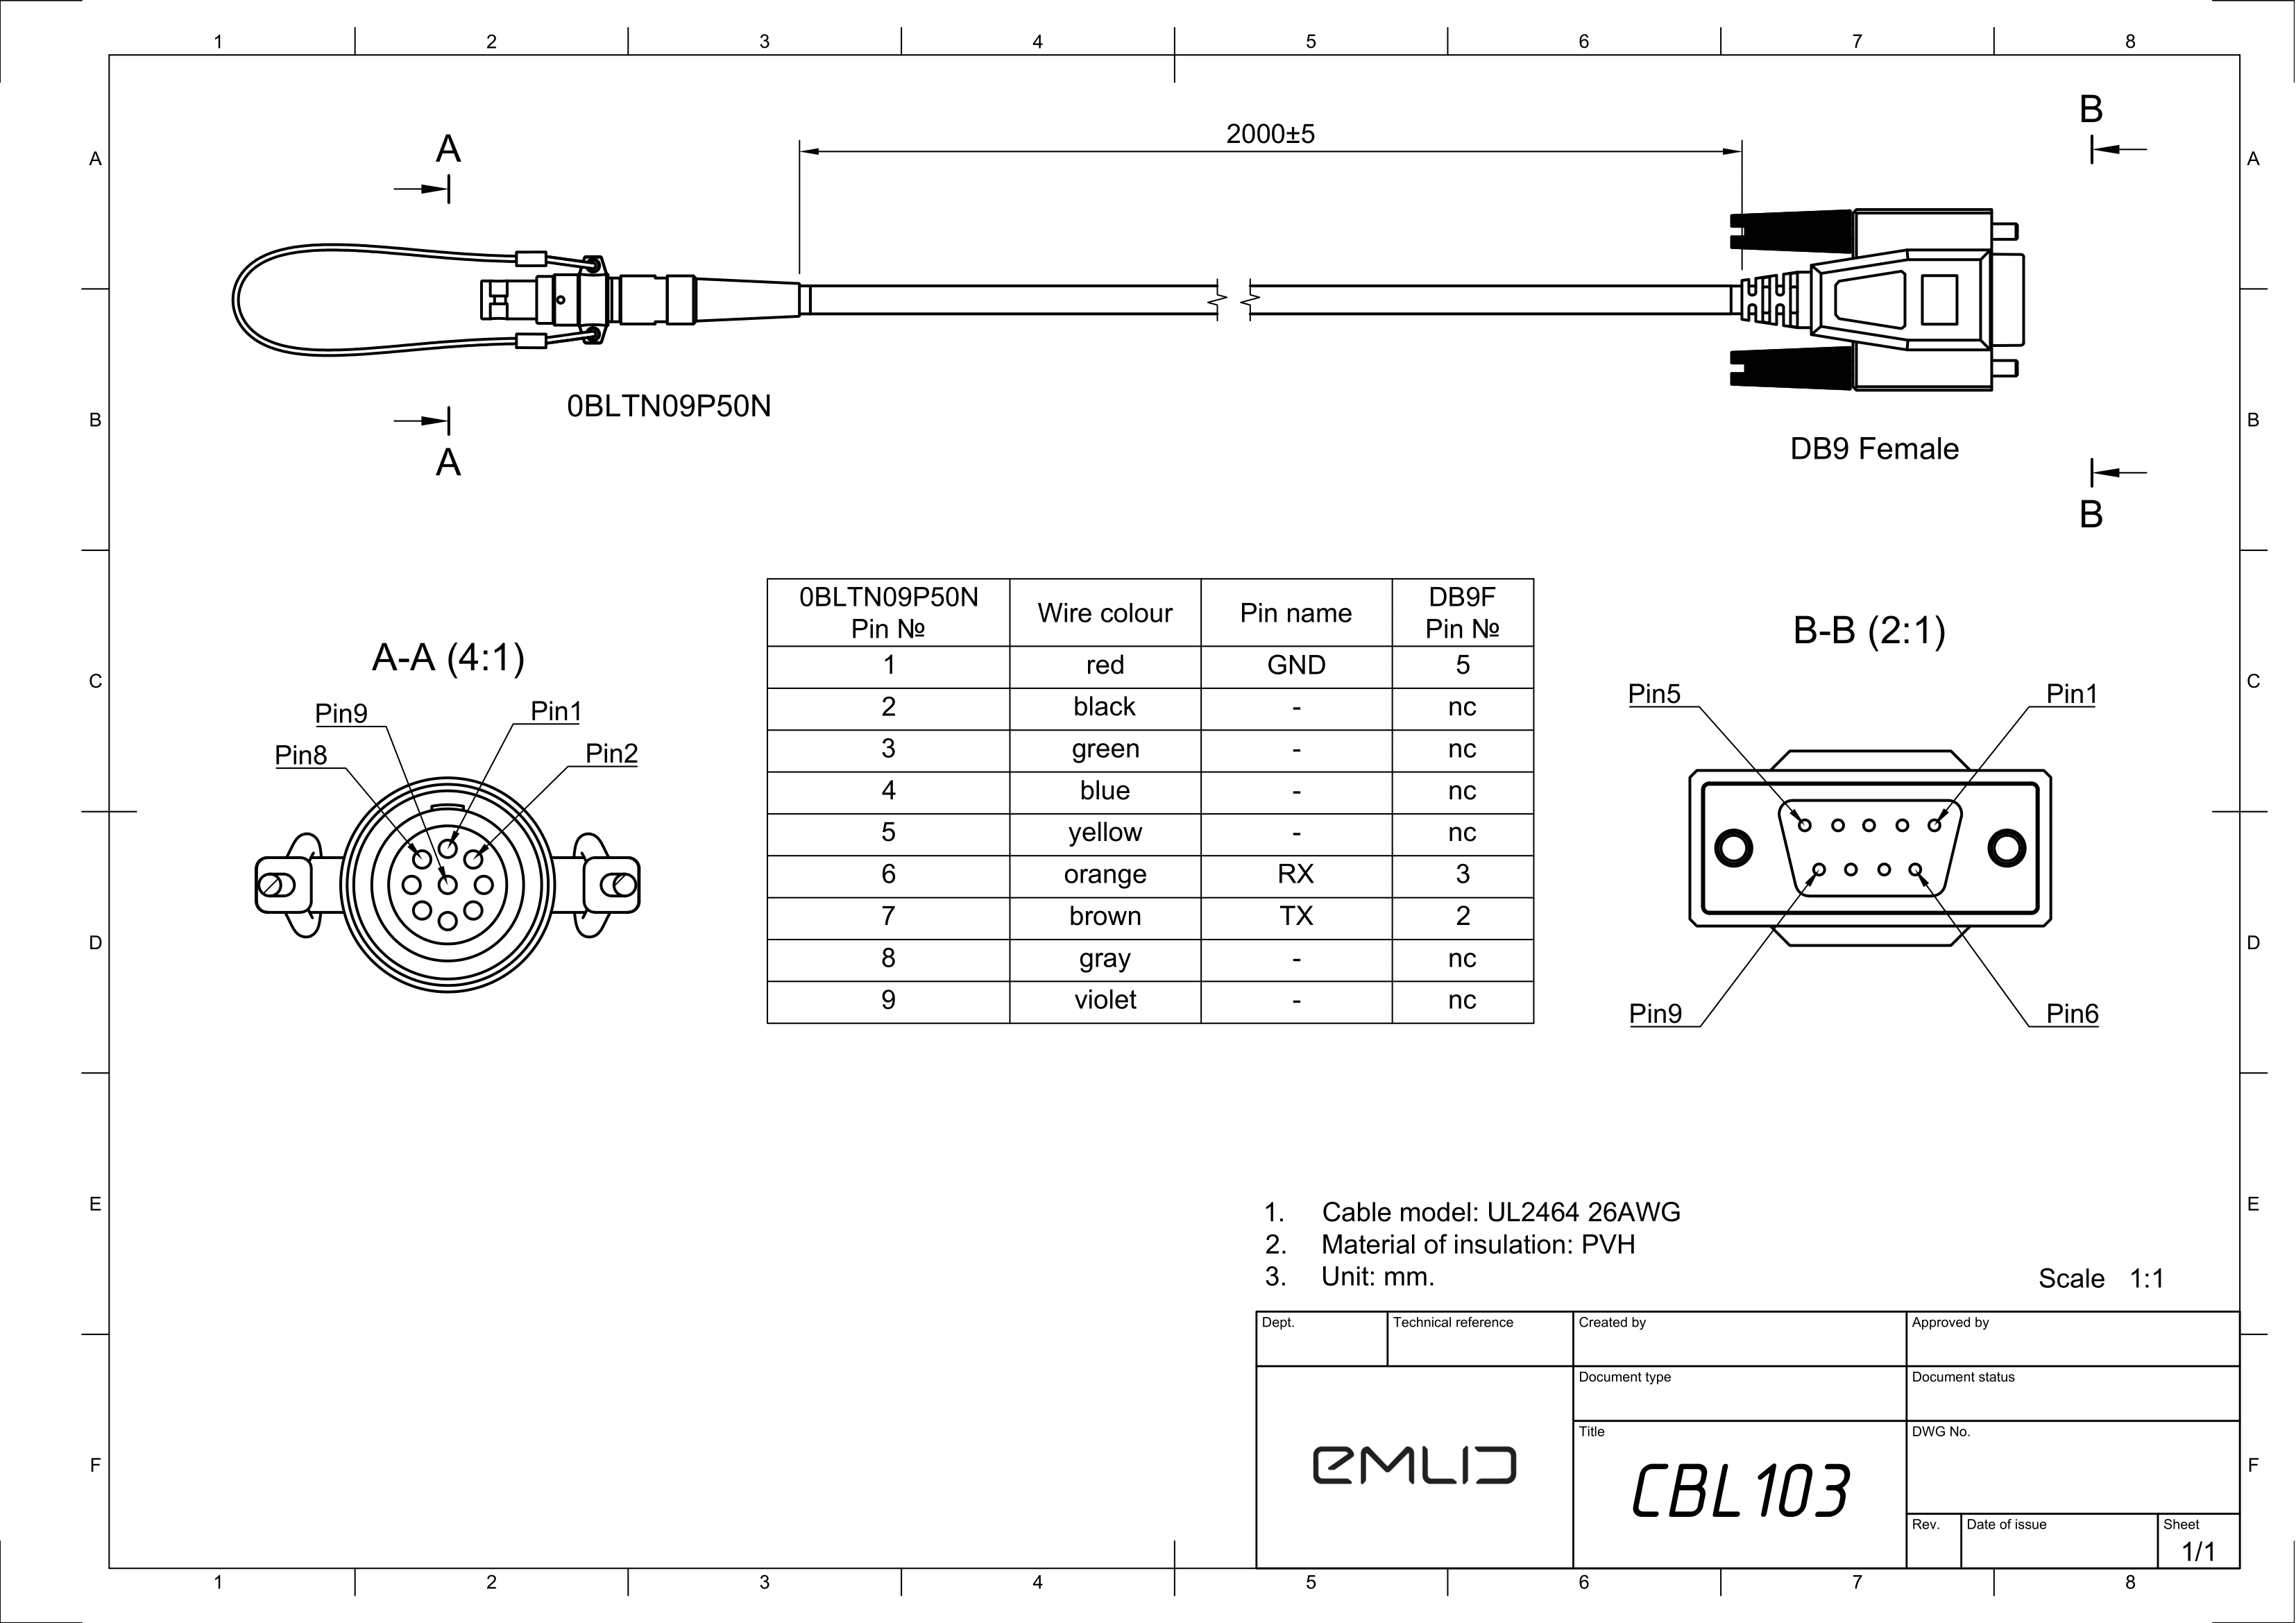 1 2 3 4 5 6 7 8
A B
2000±5
A A
A
B B
0BLTN09P50N
DB9 Female
A B
0BLTN09P50N Pin № Wire colour Pin name DB9F Pin №
1 red GND 5
2 black - nc
3 green - nc
4 blue - nc
5 yellow - nc
6 orange RX 3
7 brown TX 2
8 gray - nc
9 violet - nc
A-A (4:1)
Pin9 Pin1
Pin8 Pin2
B-B (2:1)
Pin5 Pin1
Pin9 Pin6
C C
D D
E E
1. Cable model: UL2464 26AWG
2. Material of insulation: PVH
3. Unit: mm.
Scale 1:1
Dept. Technical reference Created by Approved by
Document type Document status
Title DWG No.
EMLID
CBL103
F F
Rev. Date of issue Sheet
1/1
1 2 3 4 5 6 7 8